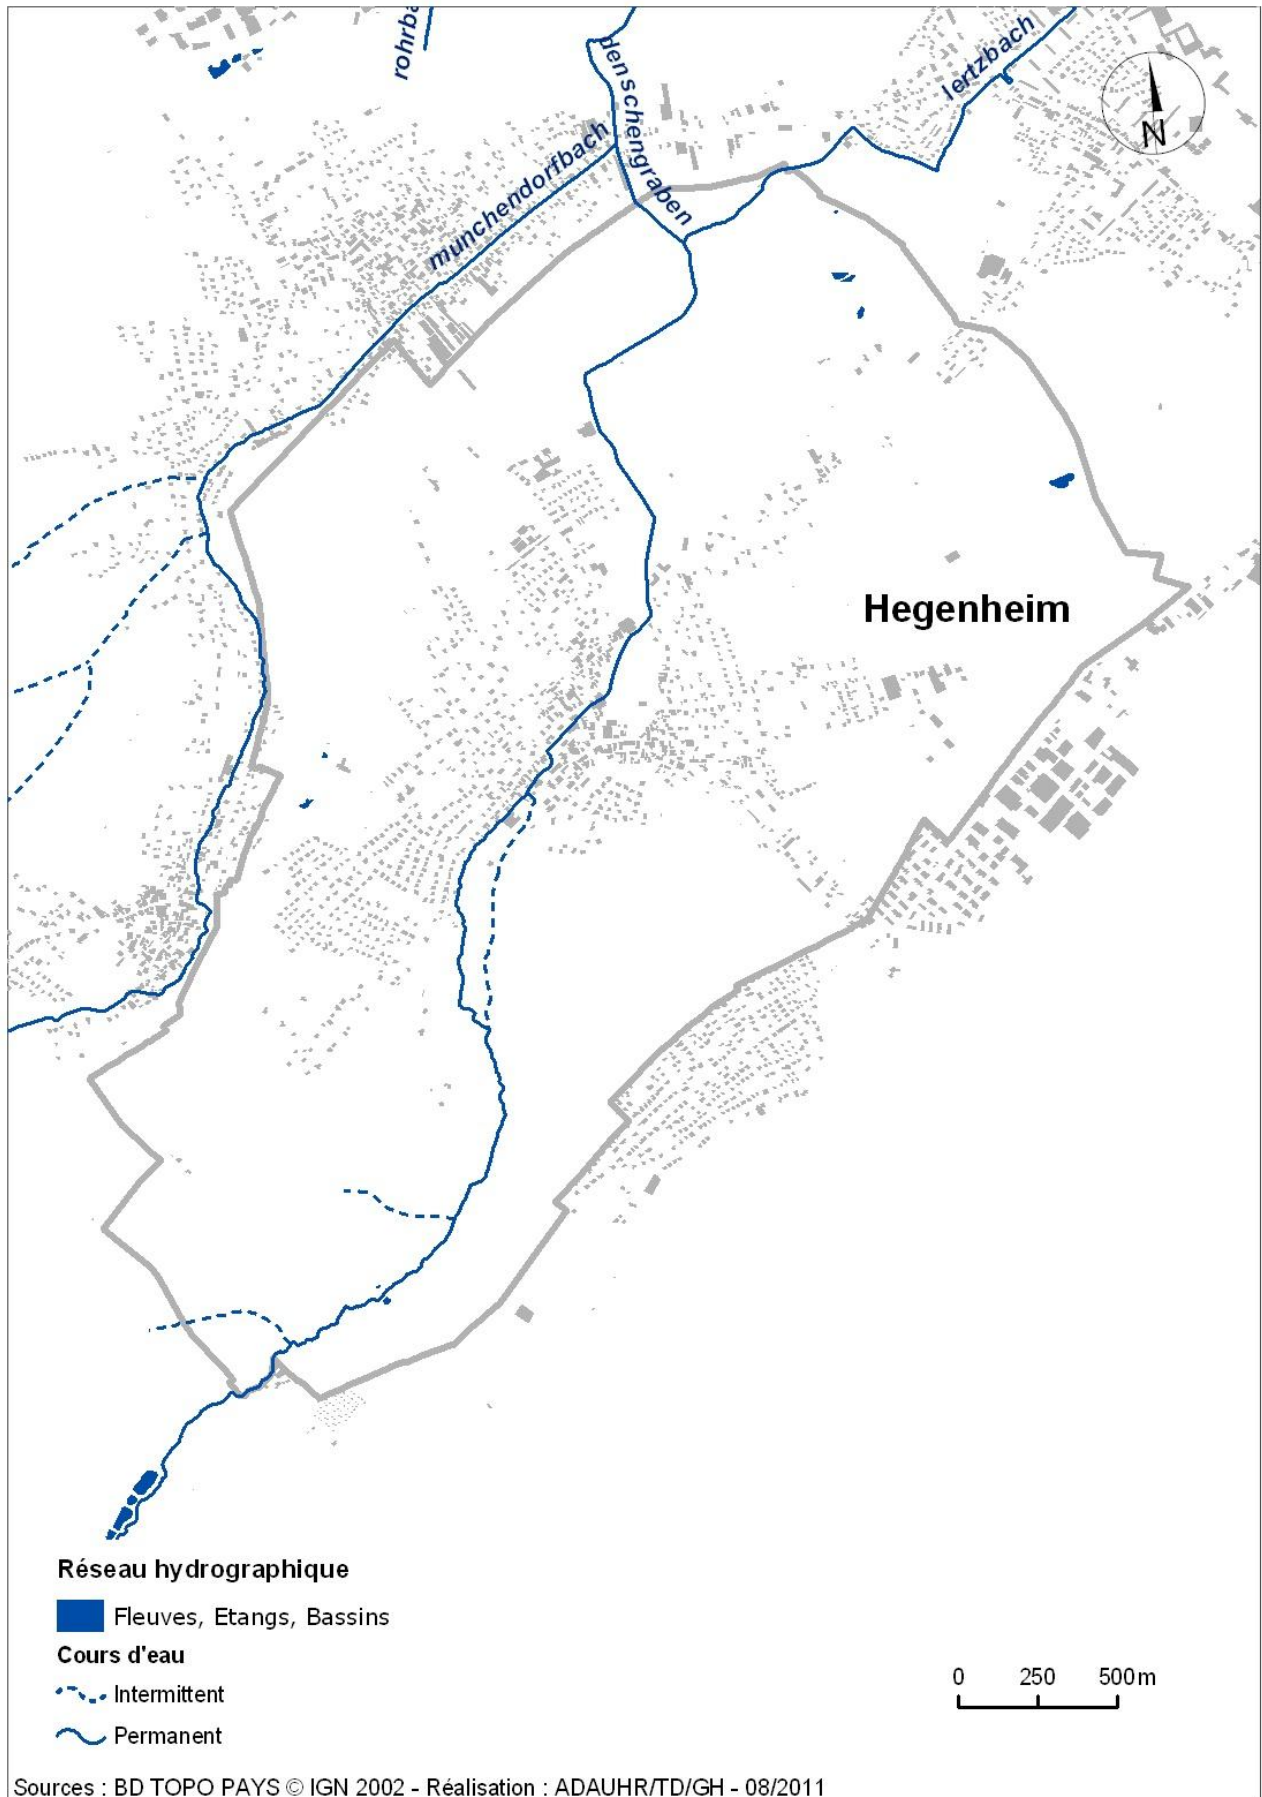 rohrba
denschengraben
lertzbach
N
munchendorfbach
Hegenheim
Réseau hydrographique
Fleuves, Etangs, Bassins
Cours d'eau
Intermittent
Permanent
0 250 500m
Sources : BD TOPO PAYS © IGN 2002 - Réalisation : ADAUHR/TD/GH - 08/2011